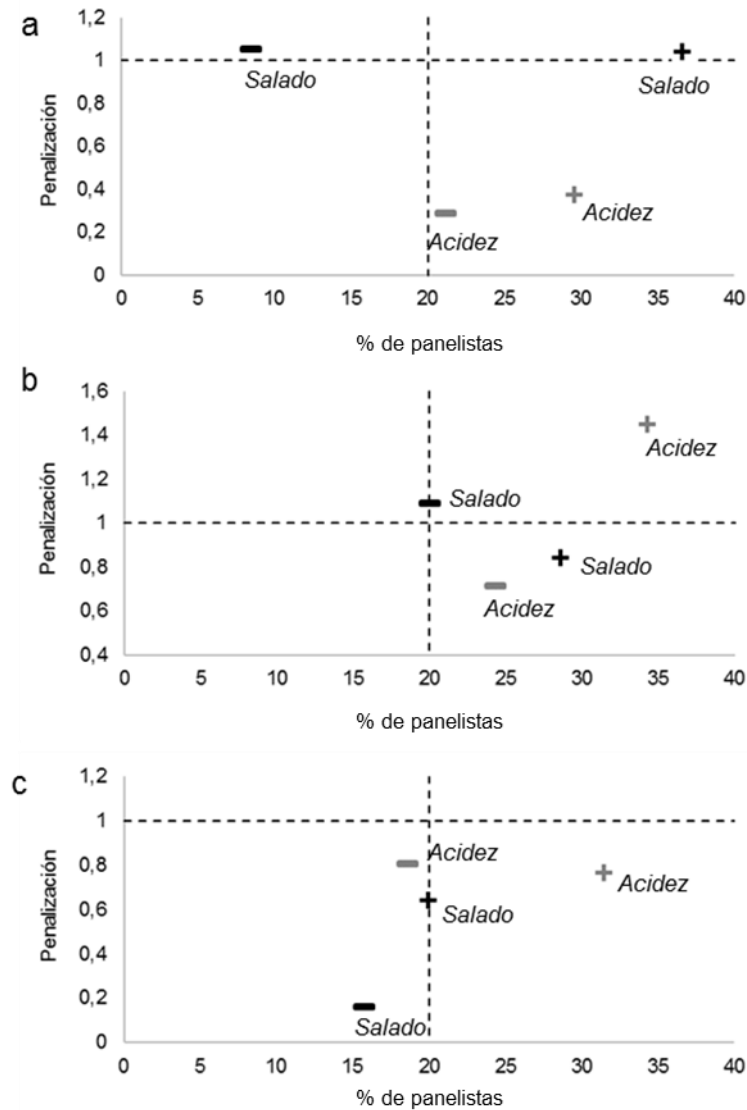 a
1,2
1
0,8
0,6
0,4
0,2
0
Penalización
Salado
Salado
Acidez
Acidez
0 5 10 15 20 25 30 35 40
% de panelistas
b
1,6
1,4
1,2
1
0,8
0,6
0,4
Penalización
Acidez
Salado
Salado
Acidez
0 5 10 15 20 25 30 35 40
% de panelistas
c
1,2
1
0,8
0,6
0,4
0,2
0
Penalización
Acidez
Acidez
Salado
Salado
0 5 10 15 20 25 30 35 40
% de panelistas